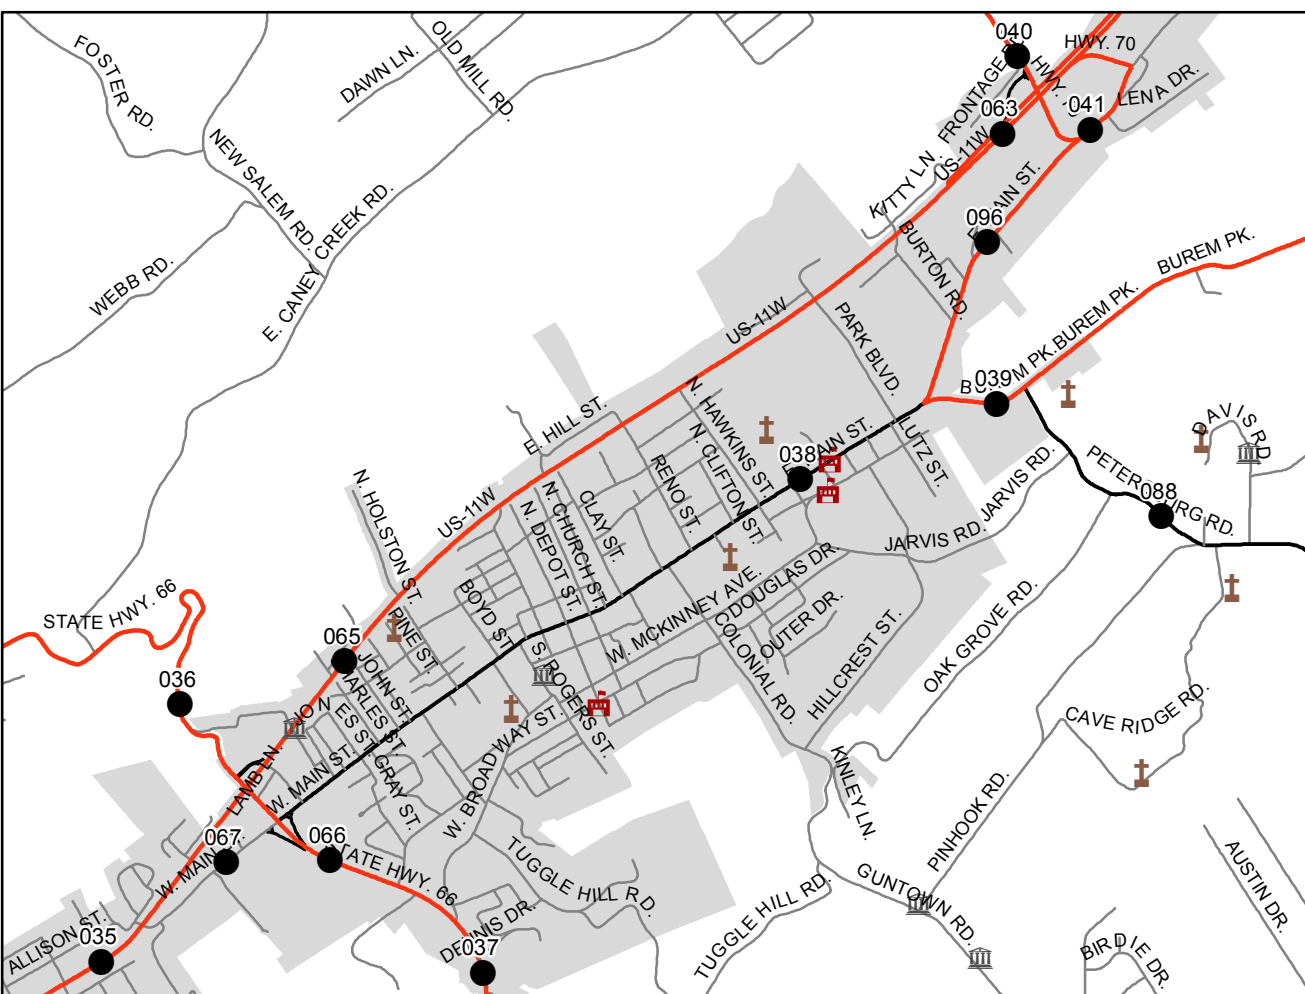 040
HWY. 70
FOSTER RD.
DAWN LN.
OLD MILL RD.
FRONTAGE
HWY.
063
041
LENA DR.
US-11W
KITTY LN.
NEW SALEM RD.
E. CANEY CREEK RD.
WEBB RD.
096
BURTON RD.
BUREM PK.
BUREM PK.
US-11W
PARK BLVD.
039
N. HAWKINS ST.
E. HILL ST.
N. CLIFTON ST.
038
LUTZ ST.
DAVIS RD.
RENO ST.
JARVIS RD.
JARVIS RD.
088
N. HOLSTON ST.
US-11W
N. CHURCH ST.
CLAY ST.
N. DEPOT ST.
W. MCKINNEY AVE.
DOUGLAS DR.
OUTER DR.
BOYD ST.
PINE ST.
STATE HWY. 66
065
036
JOHN ST.
COLONIAL RD.
HILLCREST ST.
OAK GROVE RD.
CAVE RIDGE RD.
S. ROGERS ST.
JONES ST.
W. BROADWAY ST.
GRAY ST.
LAMB LN.
W. MAIN ST.
KINLEY LN.
PINHOOK RD.
067
066
STATE HWY. 66
TUGGLE HILL RD.
TUGGLE HILL RD.
GUNTOWN RD.
AUSTIN DR.
BIRDIE DR.
ALLISON ST.
035
037